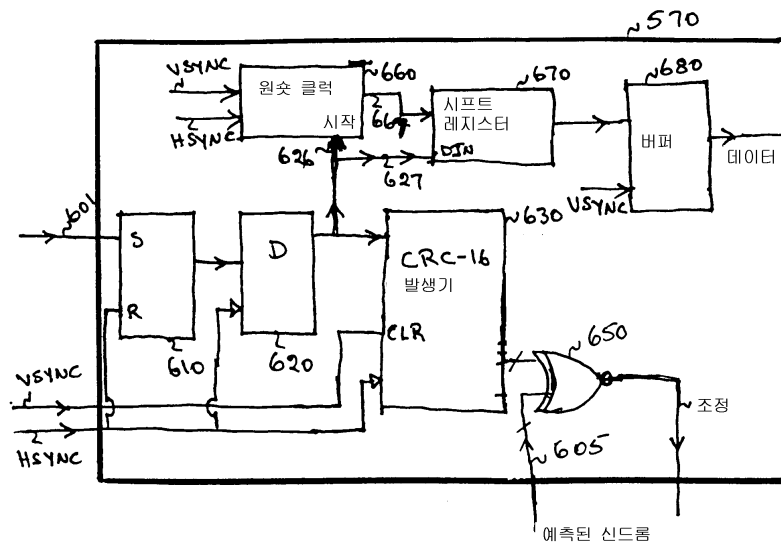 570
VSYNC
HSYNC
원숏 클럭
시작
660
664
670
시프트
레지스터
DIN
680
버퍼
데이터
VSYNC
626
627
601
S
R
610
D
620
630
CRC-16
발생기
CLR
650
VSYNC
HSYNC
조정
605
예측된 신드롬